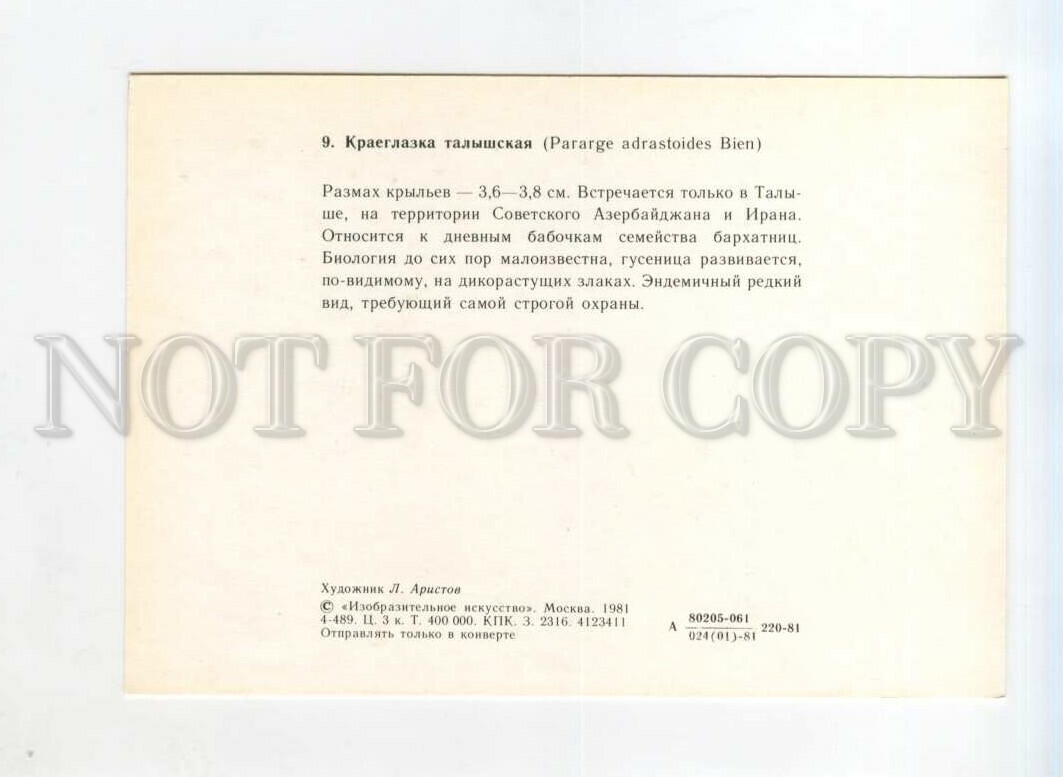 9. Краеглазка талышская (Pararge adrastoides Bien)
Размах крыльев — 3,6—3,8 см. Встречается только в Талы-
ше, на территории Советского Азербайджана и Ирана.
Относится к дневным бабочкам семейства бархатниц.
Биология до сих пор малоизвестна, гусеница развивается,
по-видимому, на дикорастущих злаках. Эндемичный редкий
вид, требующий самой строгой охраны.
NOT FOR COPY
Художник Л. Аристов
© «Изобразительное искусство». Москва. 1981
4-489. Ц. 3 к. Т. 400 000. КПК. З. 2316. 4123411
Отправлять только в конверте
А 80205-061 220-81
024(01)-81